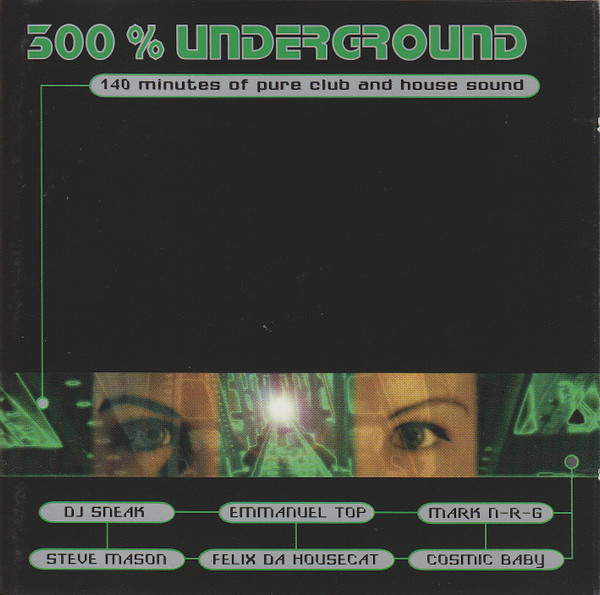 300 % UNDERGROUND
140 minutes of pure club and house sound
DJ SNEAK
EMMANUEL TOP
MARK N-R-G
STEVE MASON
FELIX DA HOUSECAT
COSMIC BABY